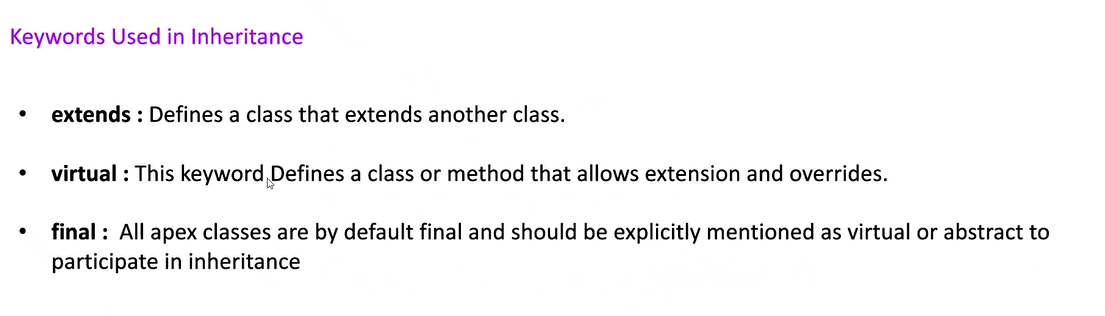 Keywords Used in Inheritance
• extends : Defines a class that extends another class.
• virtual : This keyword Defines a class or method that allows extension and overrides.
• final : All apex classes are by default final and should be explicitly mentioned as virtual or abstract to
participate in inheritance